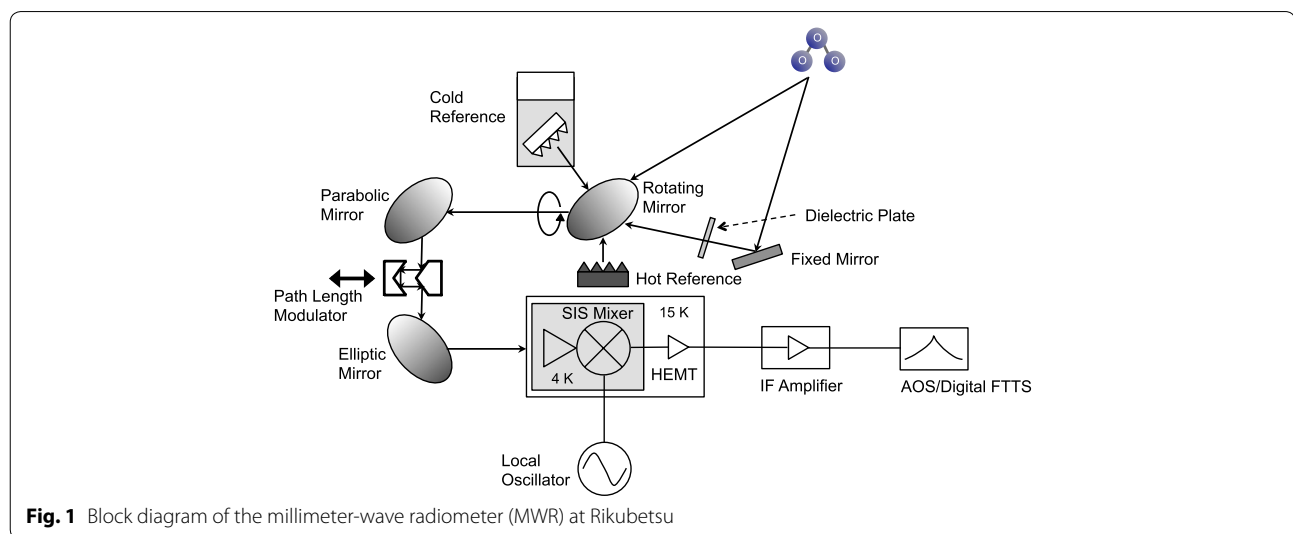 O
O
O
Cold
Reference
Parabolic
Mirror
Rotating
Mirror
Dielectric Plate
Fixed Mirror
Hot Reference
Path Length
Modulator
SIS Mixer
15 K
Elliptic
Mirror
4 K
HEMT
IF Amplifier
AOS/Digital FTTS
Local
Oscillator
Fig. 1 Block diagram of the millimeter-wave radiometer (MWR) at Rikubetsu